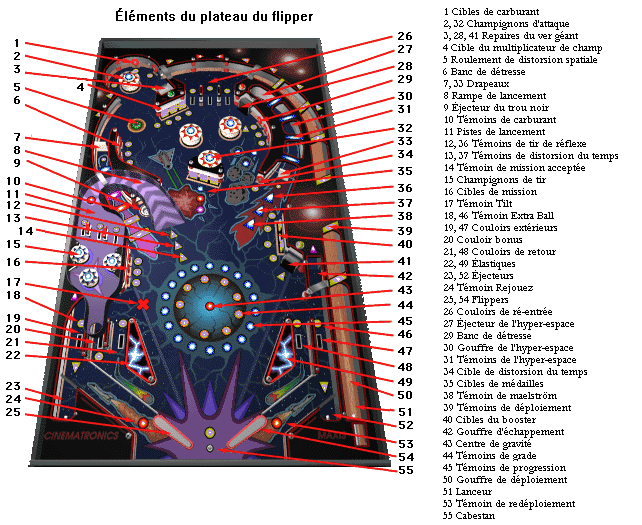 Éléments du plateau du flipper
1
2
3
4
5
6
7
8
9
10
11
12
13
14
15
16
17
18
19
20
21
22
23
24
25
26
27
28
29
30
31
32
33
34
35
36
37
38
39
40
41
42
43
44
45
46
47
48
49
50
51
52
53
54
55
CINEMATRONICS
MAXIS
1 Cibles de carburant
2, 32 Champignons d'attaque
3, 28, 41 Repaires du ver géant
4 Cible du multiplicateur de champ
5 Roulement de distorsion spatiale
6 Banc de détresse
7, 33 Drapeaux
8 Rampe de lancement
9 Éjecteur du trou noir
10 Témoins de carburant
11 Pistes de lancement
12, 36 Témoins de tir de réflexe
13, 37 Témoins de distorsion du temps
14 Témoin de mission acceptée
15 Champignons de tir
16 Cibles de mission
17 Témoin Tilt
18, 46 Témoin Extra Ball
19, 47 Couloirs extérieurs
20 Couloir bonus
21, 48 Couloirs de retour
22, 49 Élastiques
23, 52 Éjecteurs
24 Témoin Rejouez
25, 54 Flippers
26 Couloirs de ré-entrée
27 Éjecteur de l'hyper-espace
29 Banc de détresse
30 Gouffre de l'hyper-espace
31 Témoins de l'hyper-espace
34 Cible de distorsion du temps
35 Cibles de médailles
38 Témoin de maelström
39 Témoins de déploiement
40 Cibles du booster
42 Gouffre d'échappement
43 Centre de gravité
44 Témoins de grade
45 Témoins de progression
50 Gouffre de déploiement
51 Lanceur
53 Témoin de redéploiement
55 Cabestan